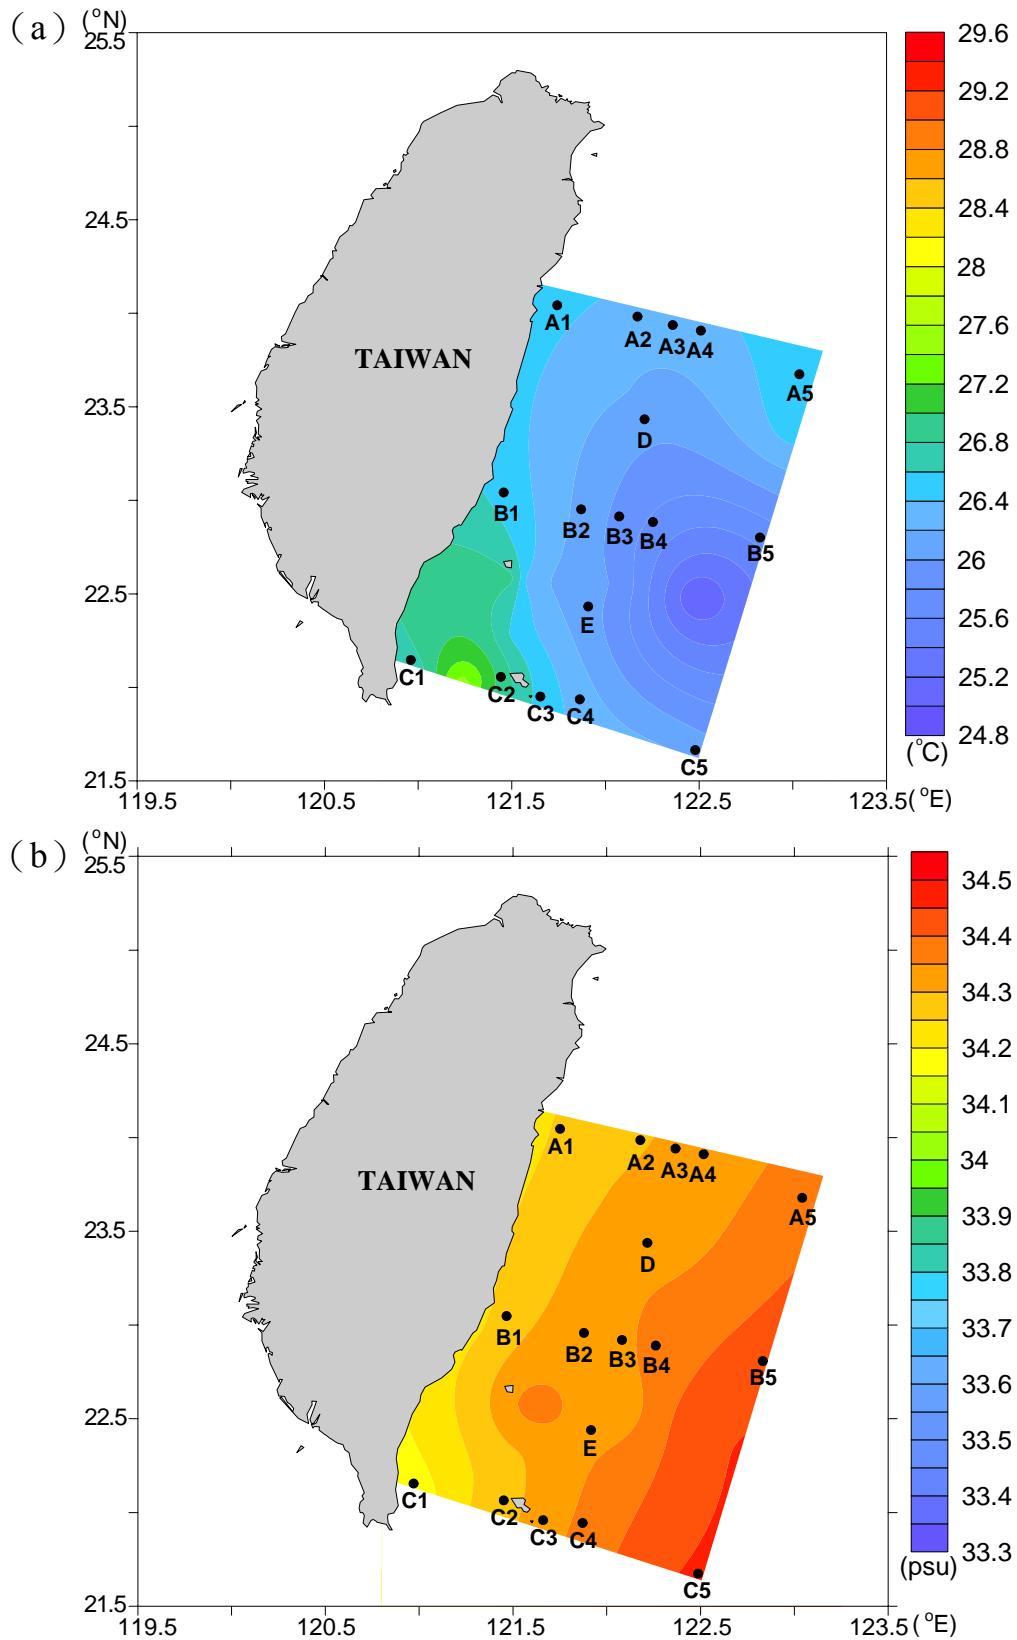 (a)
(°N)
25.5
24.5
23.5
22.5
21.5
119.5 120.5 121.5 122.5 123.5 (°E)
TAIWAN
A1
A2
A3
A4
A5
D
B1
B2
B3
B4
B5
E
C1
C2
C3
C4
C5
29.6
29.2
28.8
28.4
28
27.6
27.2
26.8
26.4
26
25.6
25.2
24.8
(°C)
(b)
(°N)
25.5
24.5
23.5
22.5
21.5
119.5 120.5 121.5 122.5 123.5 (°E)
TAIWAN
A1
A2
A3
A4
A5
D
B1
B2
B3
B4
B5
E
C1
C2
C3
C4
C5
34.5
34.4
34.3
34.2
34.1
34
33.9
33.8
33.7
33.6
33.5
33.4
33.3
(psu)